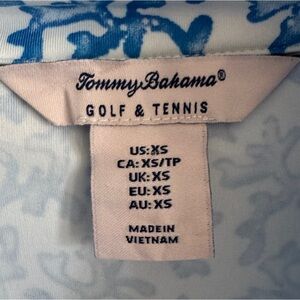 Tommy Bahama®
GOLF & TENNIS
US: XS
CA: XS/TP
UK: XS
EU: XS
AU: XS
MADE IN
VIETNAM